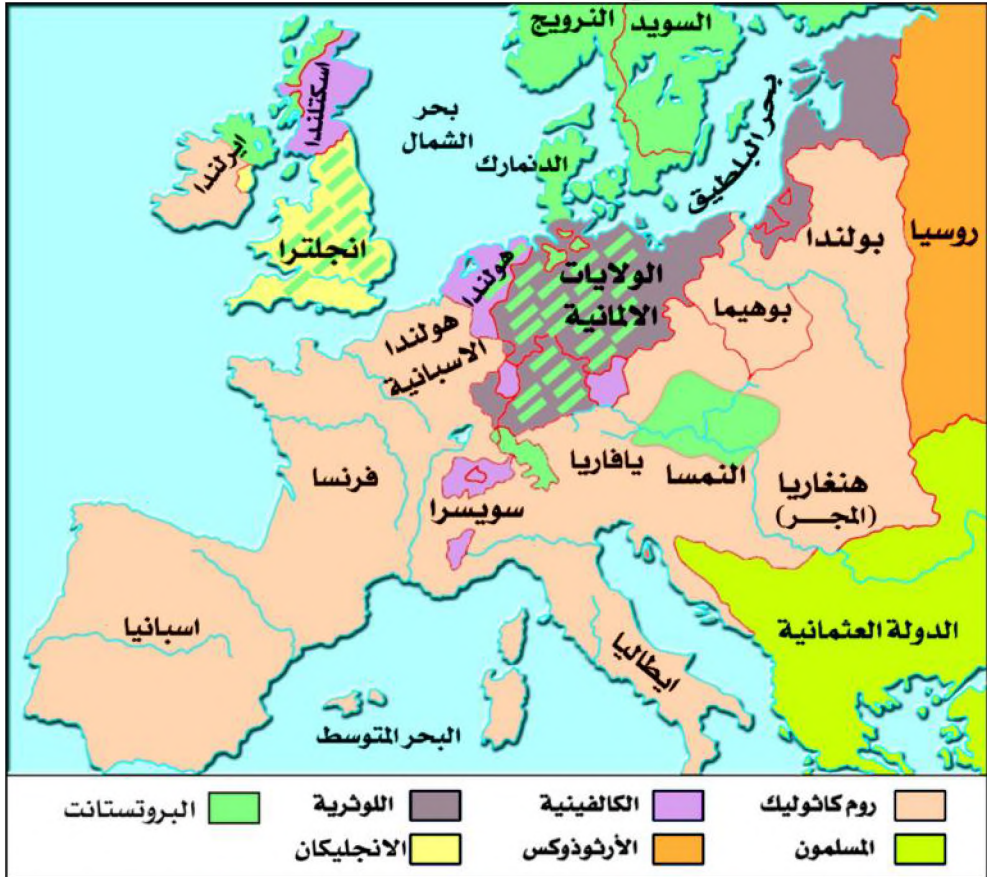 النرويج
السويد
اسكتلندا
بحر
الشمال
بحر البلطيق
ايرلندا
الدنمارك
انجلترا
هولندا
الولايات
الالمانية
بولندا
روسيا
بوهيما
هولندا
الاسبانية
فرنسا
يافاريا
النمسا
هنغاريا
(المجـــر)
سويسرا
اسبانيا
ايطاليا
الدولة العثمانية
البحر المتوسط
روم كاثوليك
الكالفينية
اللوثرية
البروتستانت
المسلمون
الأرثوذوكس
الانجليكان